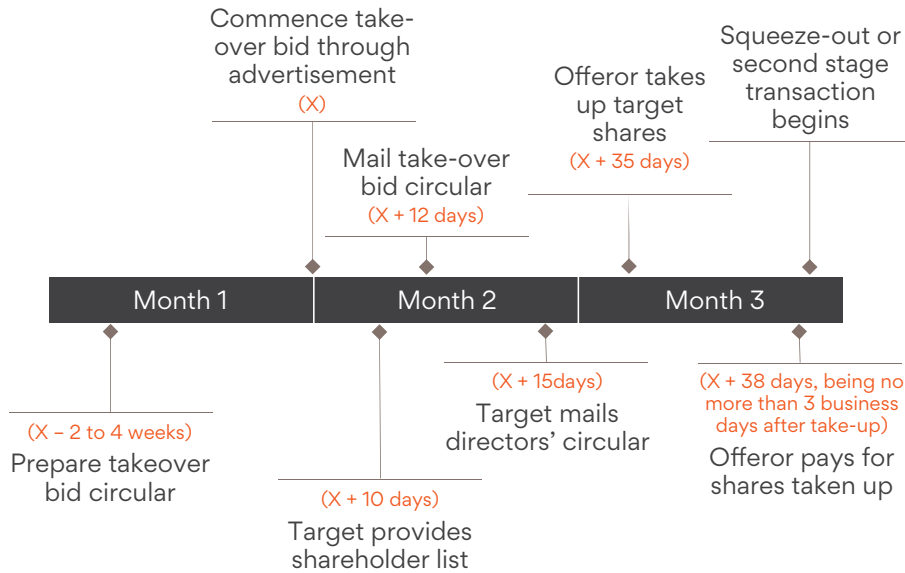 Commence take-
over bid through
advertisement
(X)
Mail take-over
bid circular
(X + 12 days)
Offeror takes
up target
shares
(X + 35 days)
Squeeze-out or
second stage
transaction
begins
Month 1
Month 2
Month 3
(X – 2 to 4 weeks)
Prepare takeover
bid circular
(X + 10 days)
Target provides
shareholder list
(X + 15days)
Target mails
directors’ circular
(X + 38 days, being no
more than 3 business
days after take-up)
Offeror pays for
shares taken up